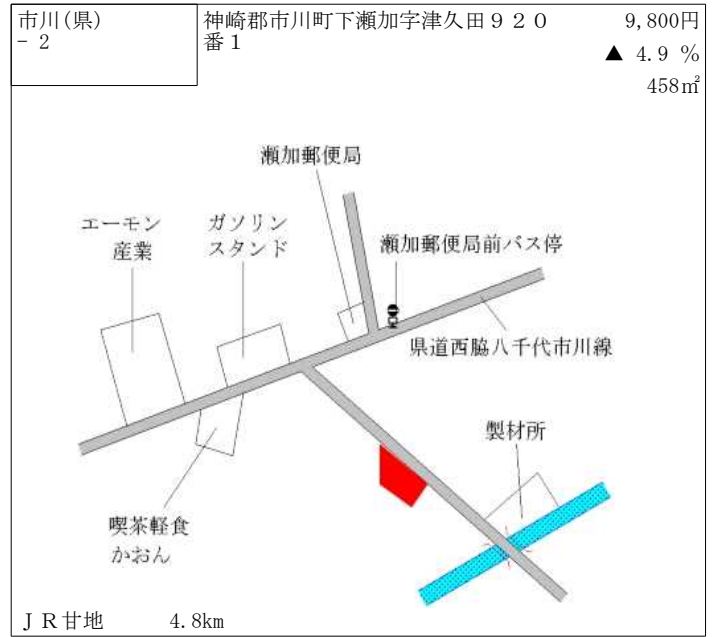 市川(県)
－2
神崎郡市川町下瀬加字津久田９２０
番１
9,800円
▲ 4.9 %
458㎡
瀬加郵便局
エーモン
産業
ガソリン
スタンド
瀬加郵便局前バス停
県道西脇八千代市川線
製材所
喫茶軽食
かおん
ＪＲ甘地 4.8km